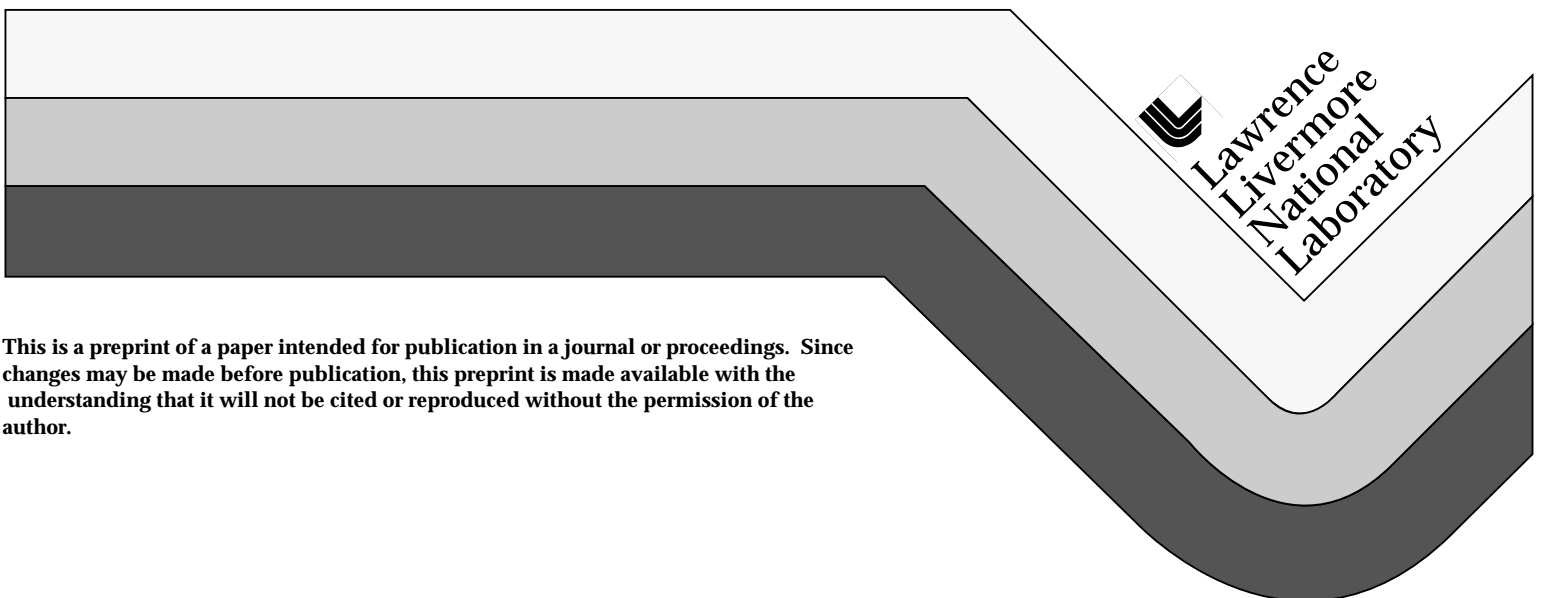 Lawrence
Livermore
National
Laboratory
This is a preprint of a paper intended for publication in a journal or proceedings.  Since
changes may be made before publication, this preprint is made available with the
understanding that it will not be cited or reproduced without the permission of the
author.